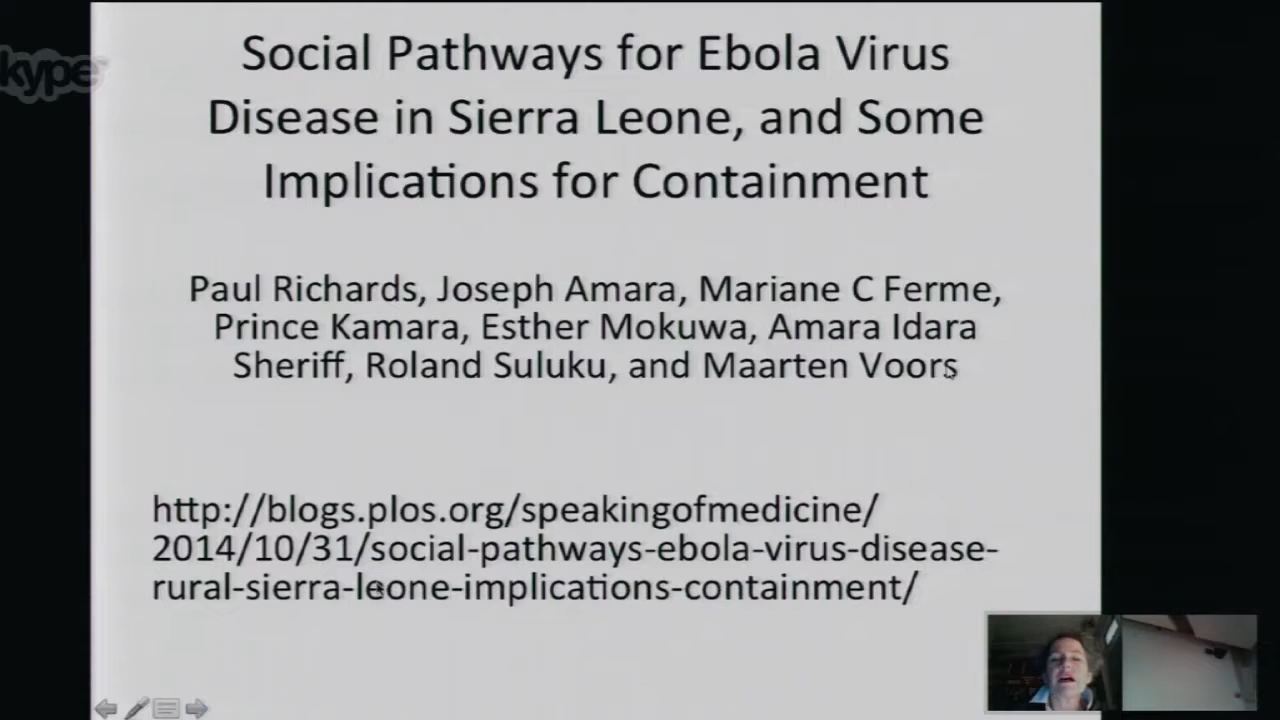 kype
Social Pathways for Ebola Virus
Disease in Sierra Leone, and Some
Implications for Containment
Paul Richards, Joseph Amara, Mariane C Ferme,
Prince Kamara, Esther Mokuwa, Amara Idara
Sheriff, Roland Suluku, and Maarten Voors
http://blogs.plos.org/speakingofmedicine/
2014/10/31/social-pathways-ebola-virus-disease-
rural-sierra-leone-implications-containment/